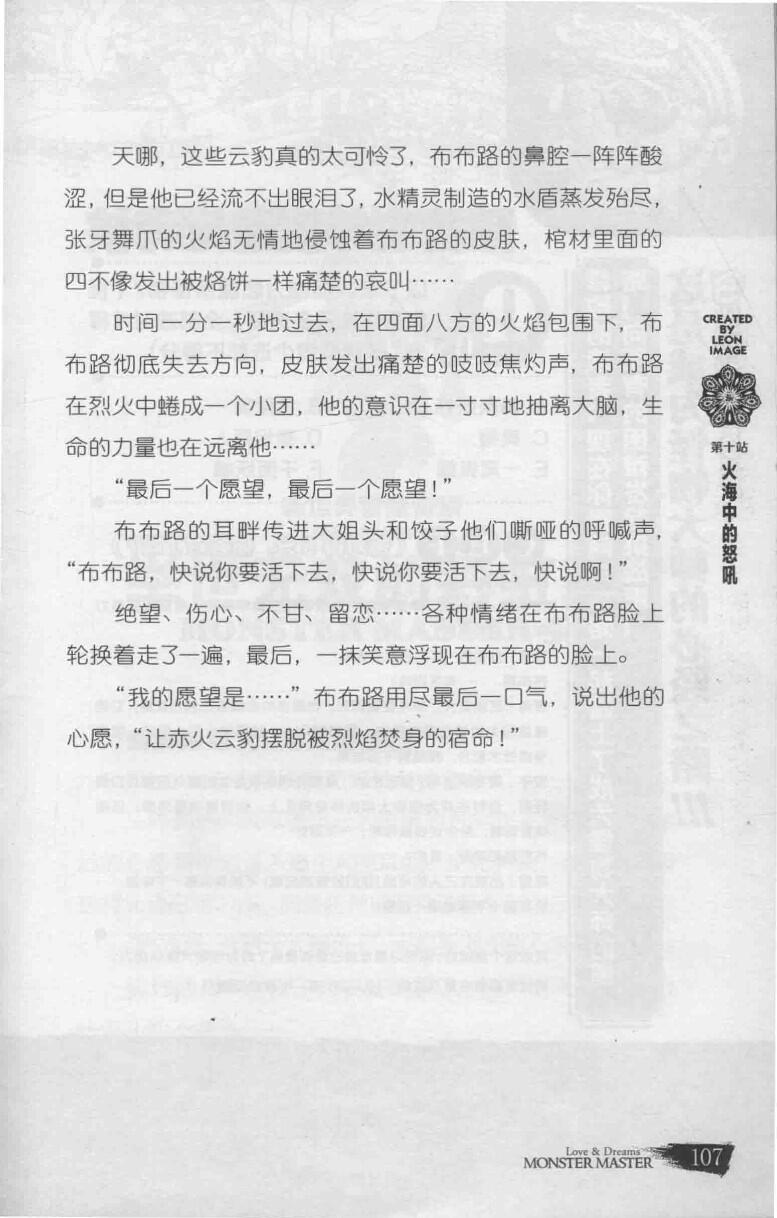 天哪，这些云豹真的太可怜了，布布路的鼻腔一阵阵酸
涩，但是他已经流不出眼泪了，水精灵制造的水盾蒸发殆尽，
张牙舞爪的火焰无情地侵蚀着布布路的皮肤，棺材里面的
四不像发出被烙饼一样痛楚的哀叫……
时间一分一秒地过去，在四面八方的火焰包围下，布
布路彻底失去方向，皮肤发出痛楚的吱吱焦灼声，布布路
在烈火中蜷成一个小团，他的意识在一寸寸地抽离大脑，生
命的力量也在远离他……
“最后一个愿望，最后一个愿望！”
布布路的耳畔传进大姐头和饺子他们嘶哑的呼喊声，
“布布路，快说你要活下去，快说你要活下去，快说啊！”
绝望、伤心、不甘、留恋……各种情绪在布布路脸上
轮换着走了一遍，最后，一抹笑意浮现在布布路的脸上。
“我的愿望是……”布布路用尽最后一口气，说出他的
心愿，“让赤火云豹摆脱被烈焰焚身的宿命！”
CREATED
BY
LEON
IMAGE
第十站
火海中的怒吼
Love & Dreams
MONSTER MASTER
107